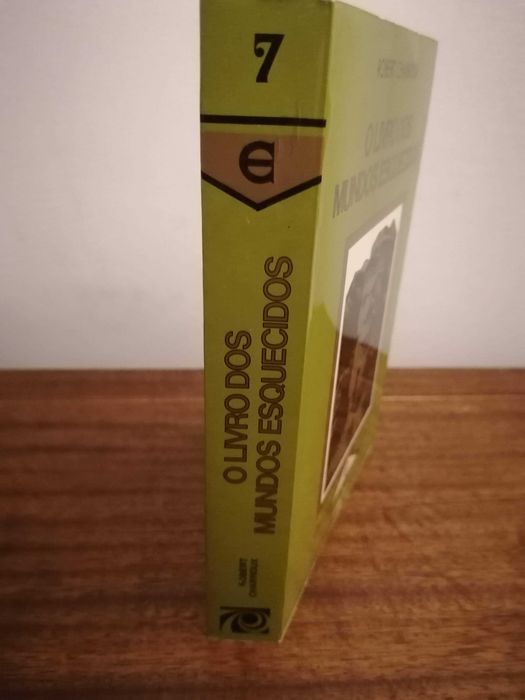 7
E
O LIVRO DOS
MUNDOS ESQUECIDOS
ROBERT
CHARROUX
O LIVRO DOS
MUNDOS ESQUECIDOS